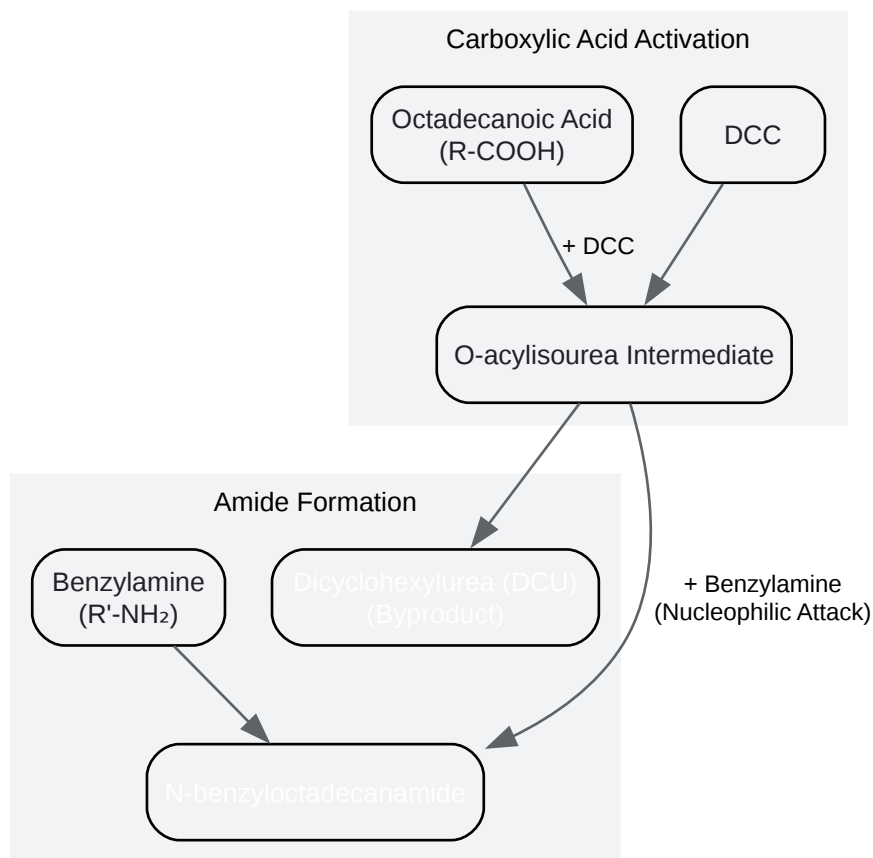 Carboxylic Acid Activation
Octadecanoic Acid
(R-COOH)
DCC
+ DCC
O-acylisourea Intermediate
Amide Formation
Benzylamine
(R'-NH₂)
Dicyclohexylurea (DCU)
(Byproduct)
+ Benzylamine
(Nucleophilic Attack)
N-benzyloctadecanamide